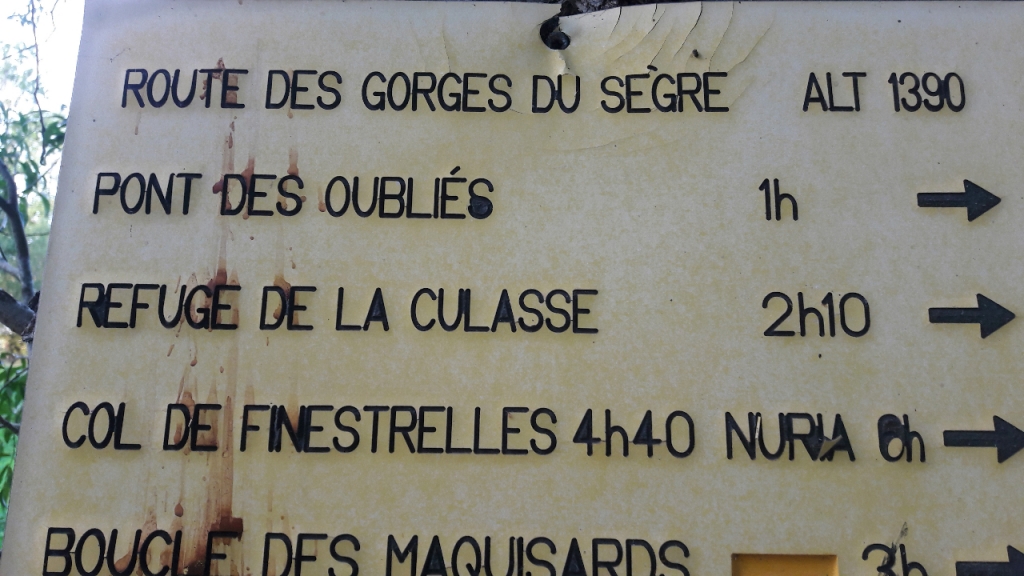 ROUTE DES GORGES DU SÈGRE ALT 1390
PONT DES OUBLIÉS 1h
REFUGE DE LA CULASSE 2h10
COL DE FINESTRELLES 4h40 NURIA 6h
BOUCLE DES MAQUISARDS 3h